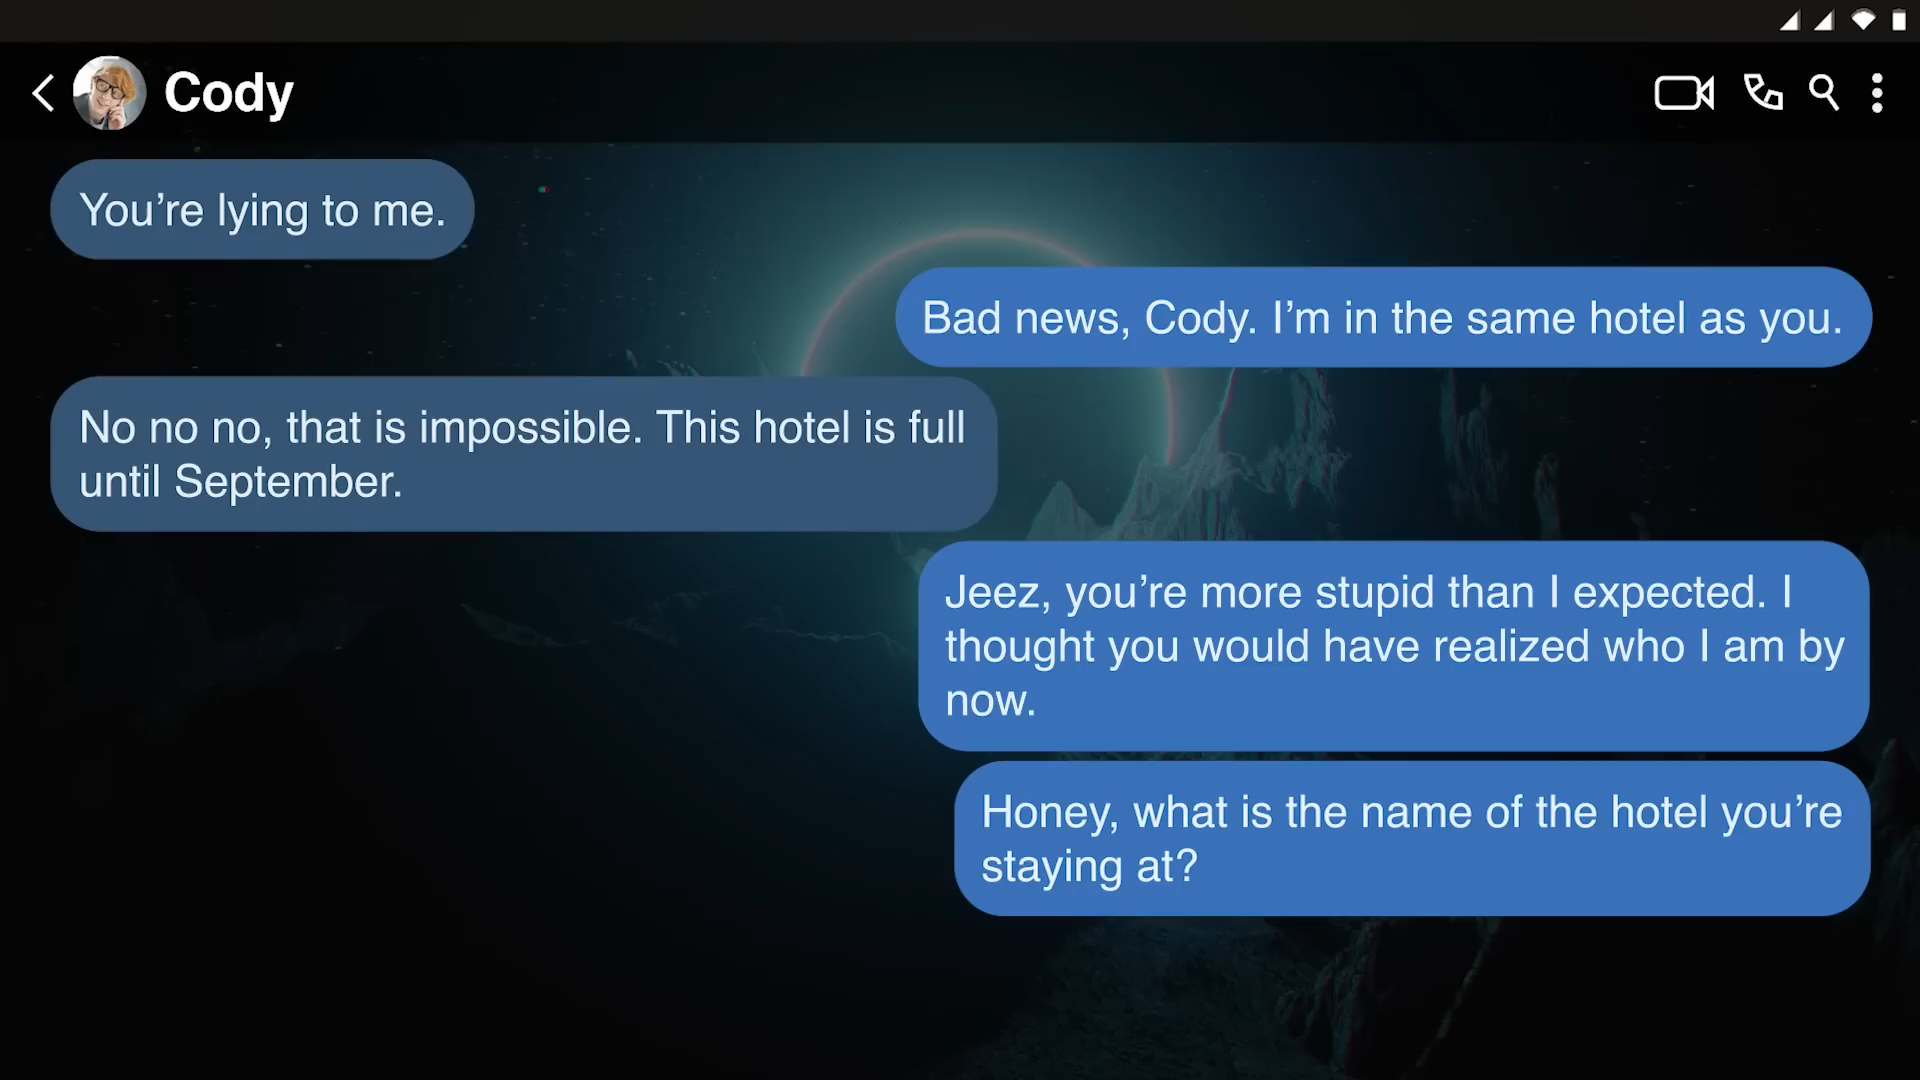 Cody
You’re lying to me.
Bad news, Cody. I’m in the same hotel as you.
No no no, that is impossible. This hotel is full
until September.
Jeez, you’re more stupid than I expected. I
thought you would have realized who I am by
now.
Honey, what is the name of the hotel you’re
staying at?